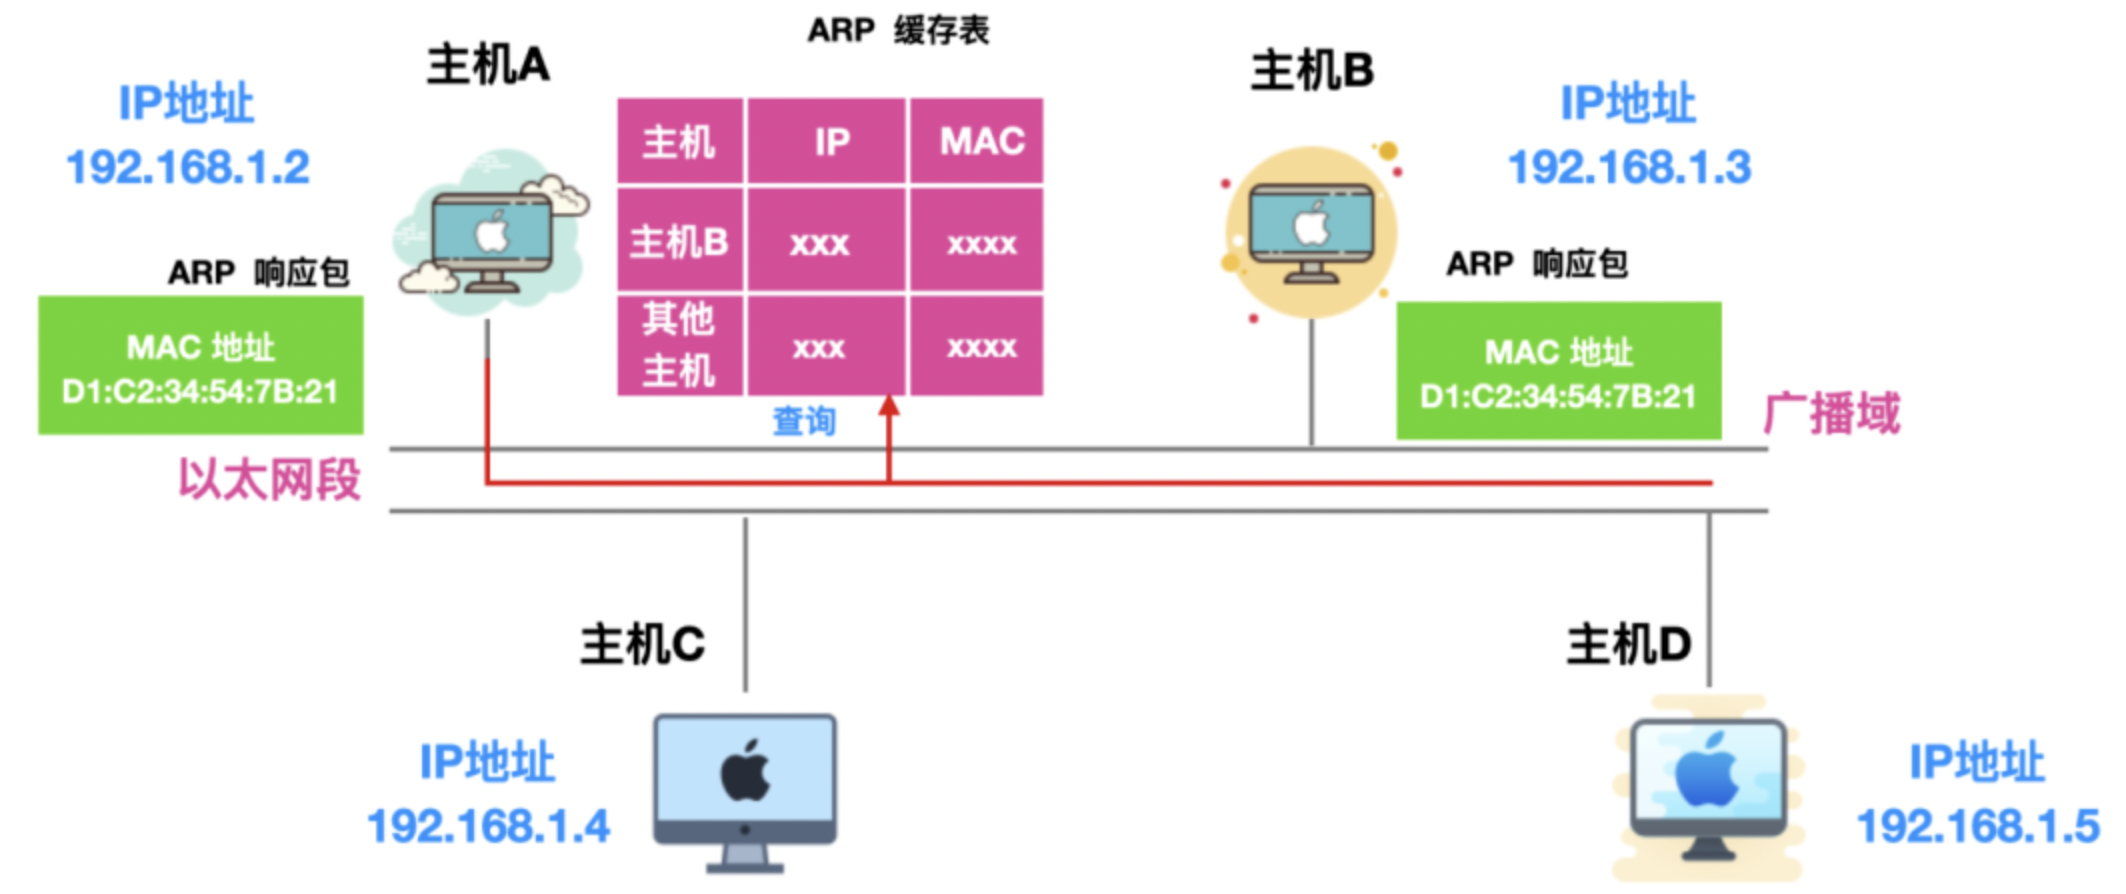 ARP 缓存表
主机A
主机B
IP地址
192.168.1.2
IP地址
192.168.1.3
主机 IP MAC
主机B xxx xxxx
其他
主机 xxx xxxx
ARP 响应包
MAC 地址
D1:C2:34:54:7B:21
ARP 响应包
MAC 地址
D1:C2:34:54:7B:21
查询
广播域
以太网段
主机C
主机D
IP地址
192.168.1.4
IP地址
192.168.1.5